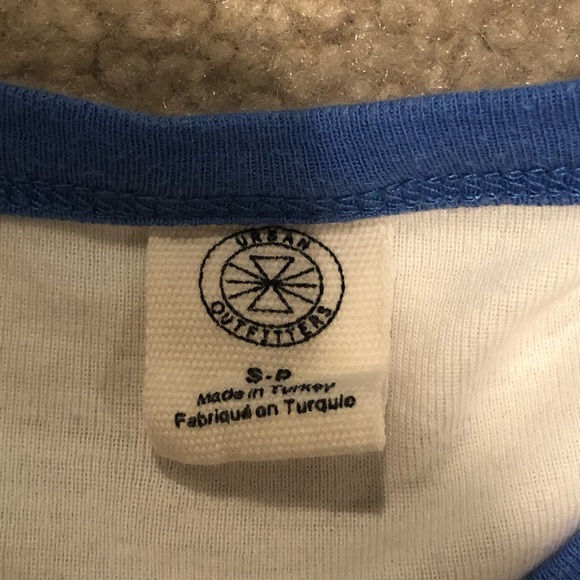 URBAN
OUTFITTERS
S-P
Made in Turkey
Fabriqué en Turquie